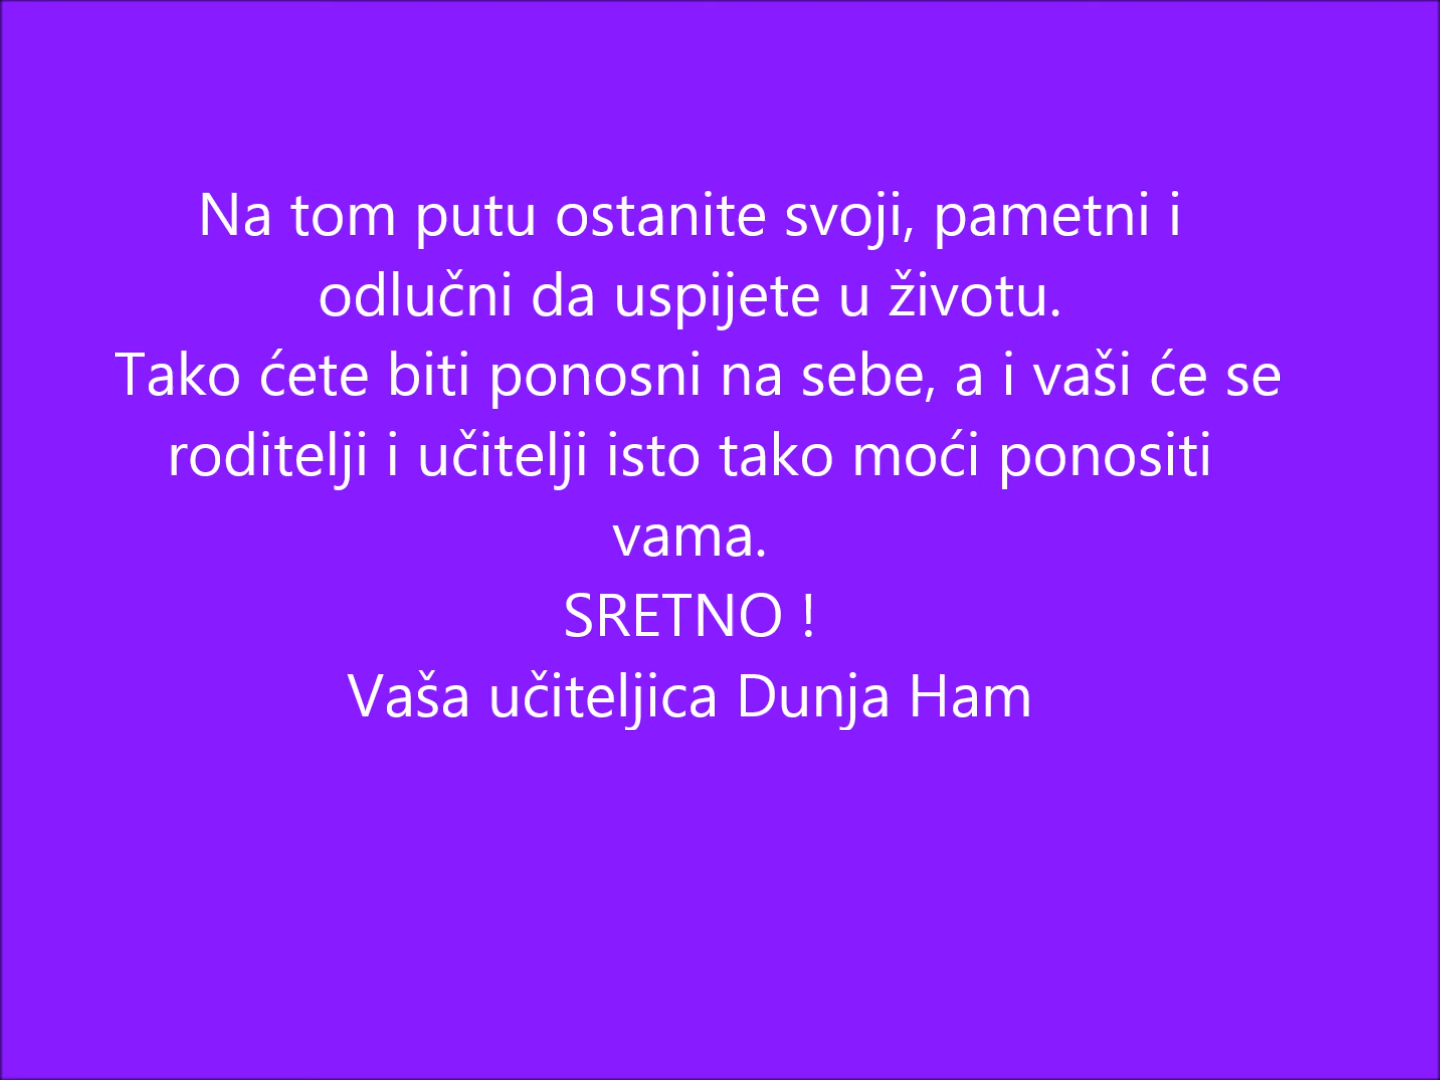 Na tom putu ostanite svoji, pametni i
odlučni da uspijete u životu.
Tako ćete biti ponosni na sebe, a i vaši će se
roditelji i učitelji isto tako moći ponositi
vama.
SRETNO !
Vaša učiteljica Dunja Ham